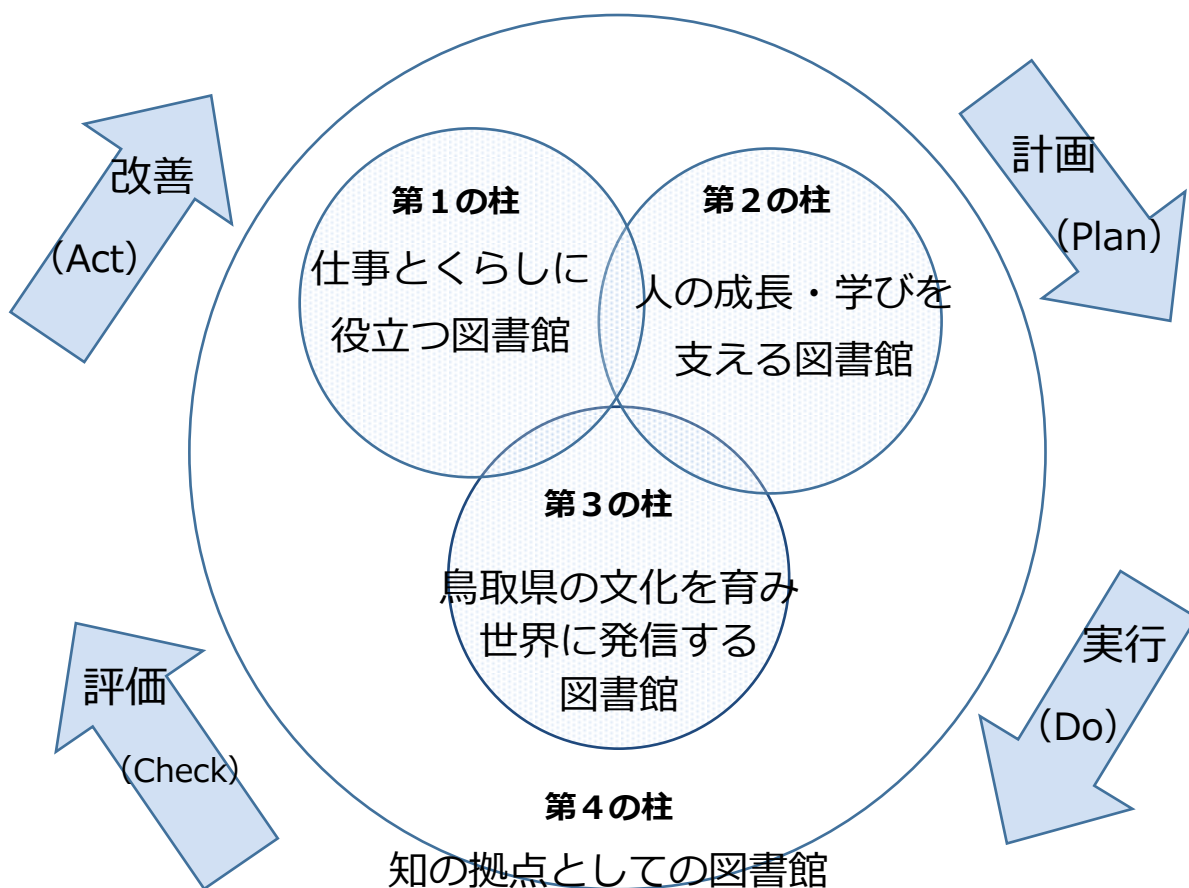 改善
(Act)
計画
(Plan)
第1の柱
仕事とくらしに
役立つ図書館
第2の柱
人の成長・学びを
支える図書館
第3の柱
鳥取県の文化を育み
世界に発信する
図書館
評価
(Check)
実行
(Do)
第4の柱
知の拠点としての図書館